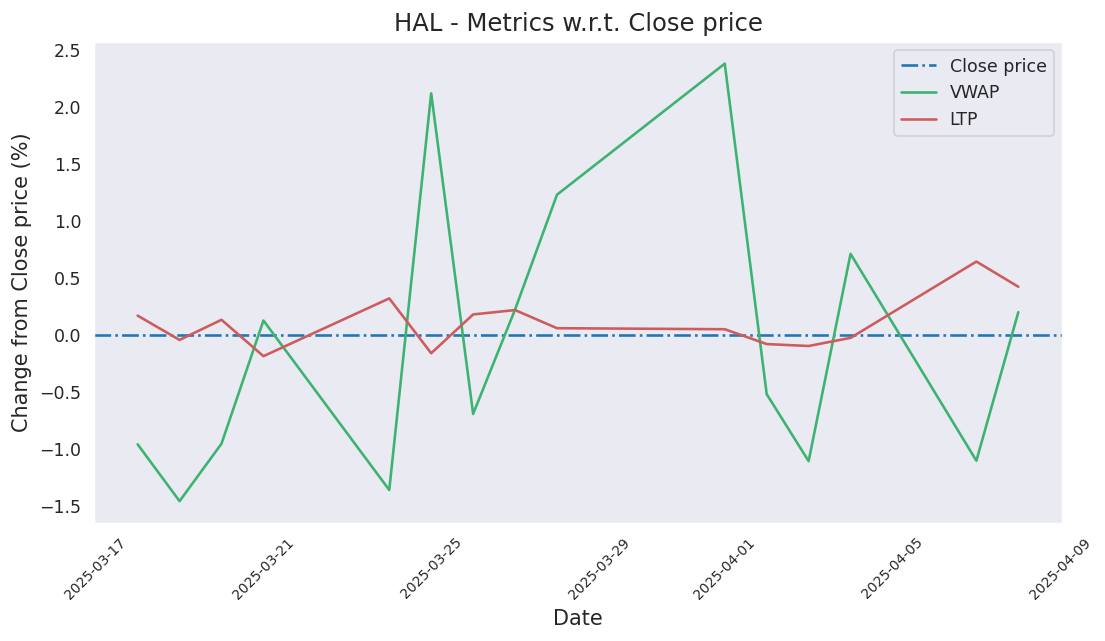 HAL - Metrics w.r.t. Close price
Change from Close price (%)
2.5
2.0
1.5
1.0
0.5
0.0
−0.5
−1.0
−1.5
Close price
VWAP
LTP
2025-03-17
2025-03-21
2025-03-25
2025-03-29
2025-04-01
2025-04-05
2025-04-09
Date